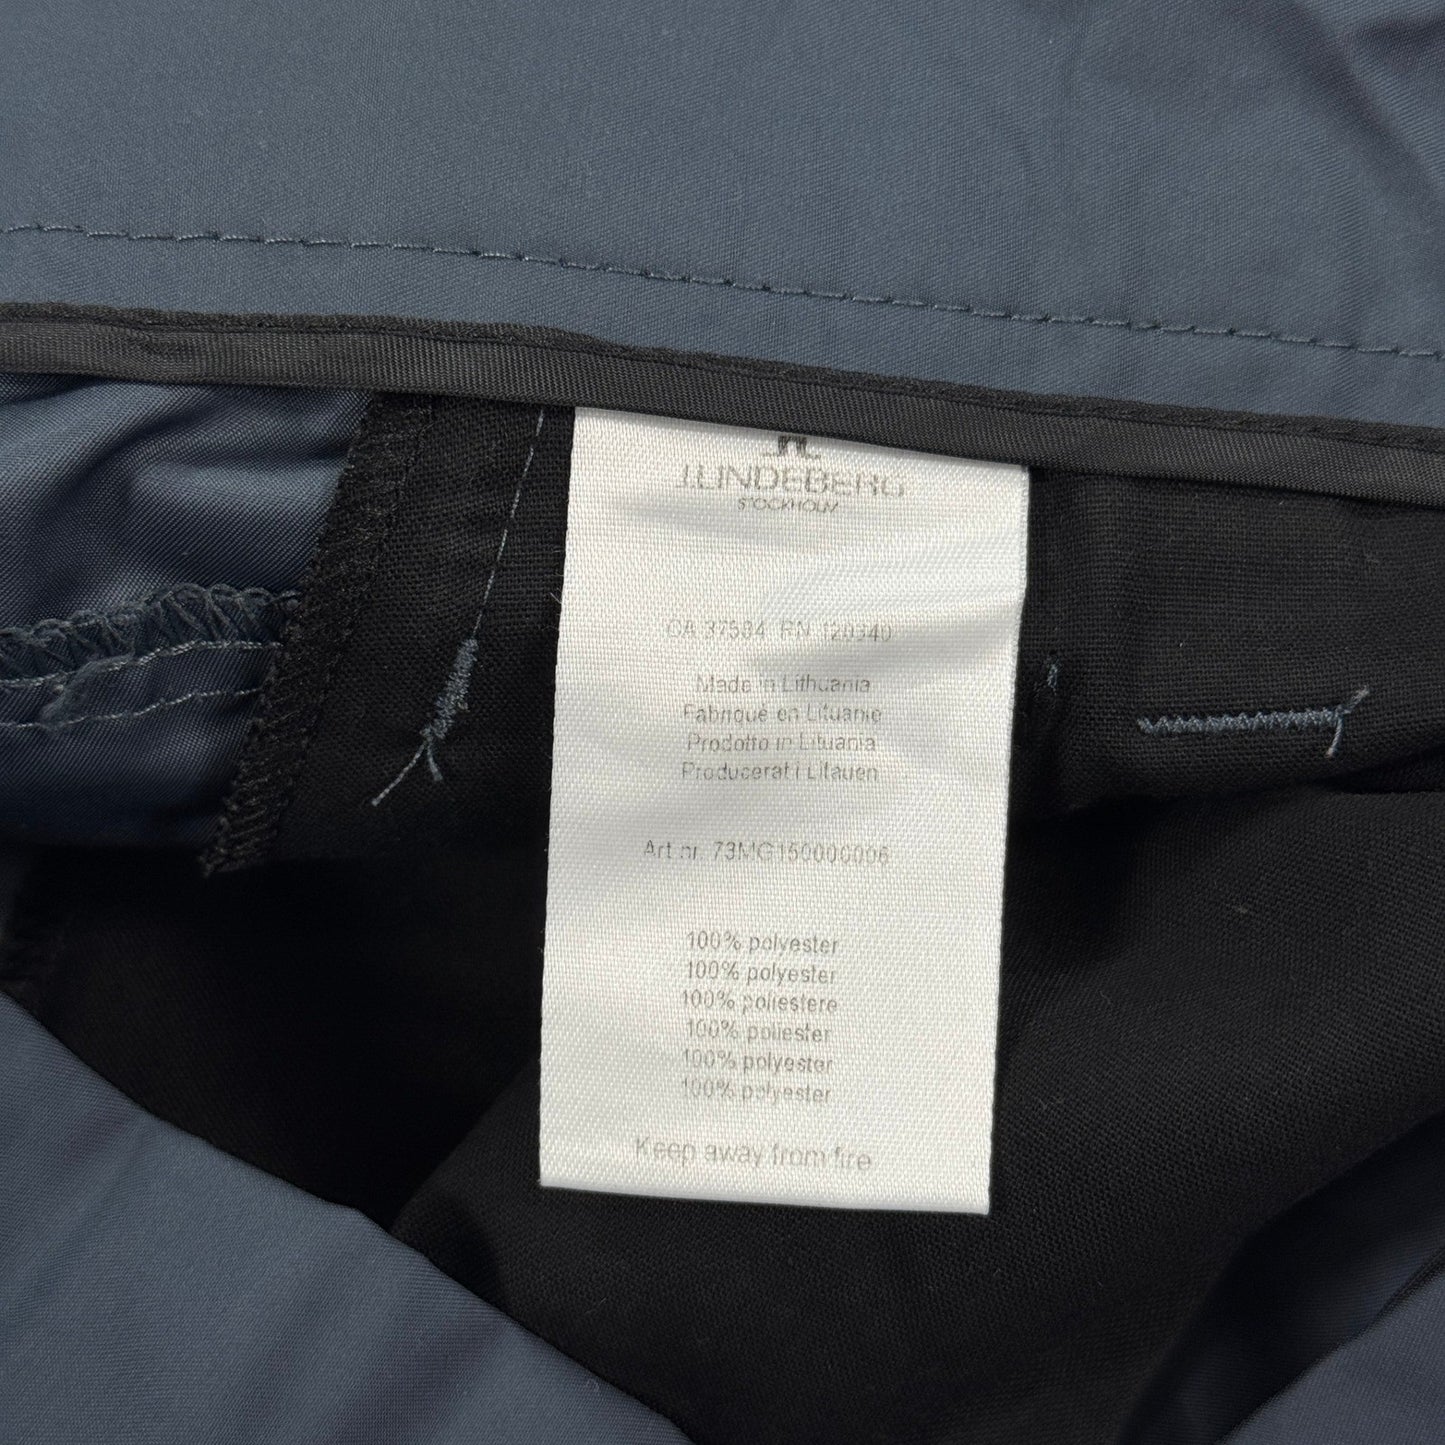 J.LINDEBERG
STOCKHOLM
CA 37584 RN 120340
Made in Lithuania
Fabriqué en Lituanie
Prodotto in Lituania
Producerat i Litauen
Art nr. 73MG150000006
100% polyester
100% polyester
100% poliestere
100% poliester
100% polyester
100% polyester
Keep away from fire